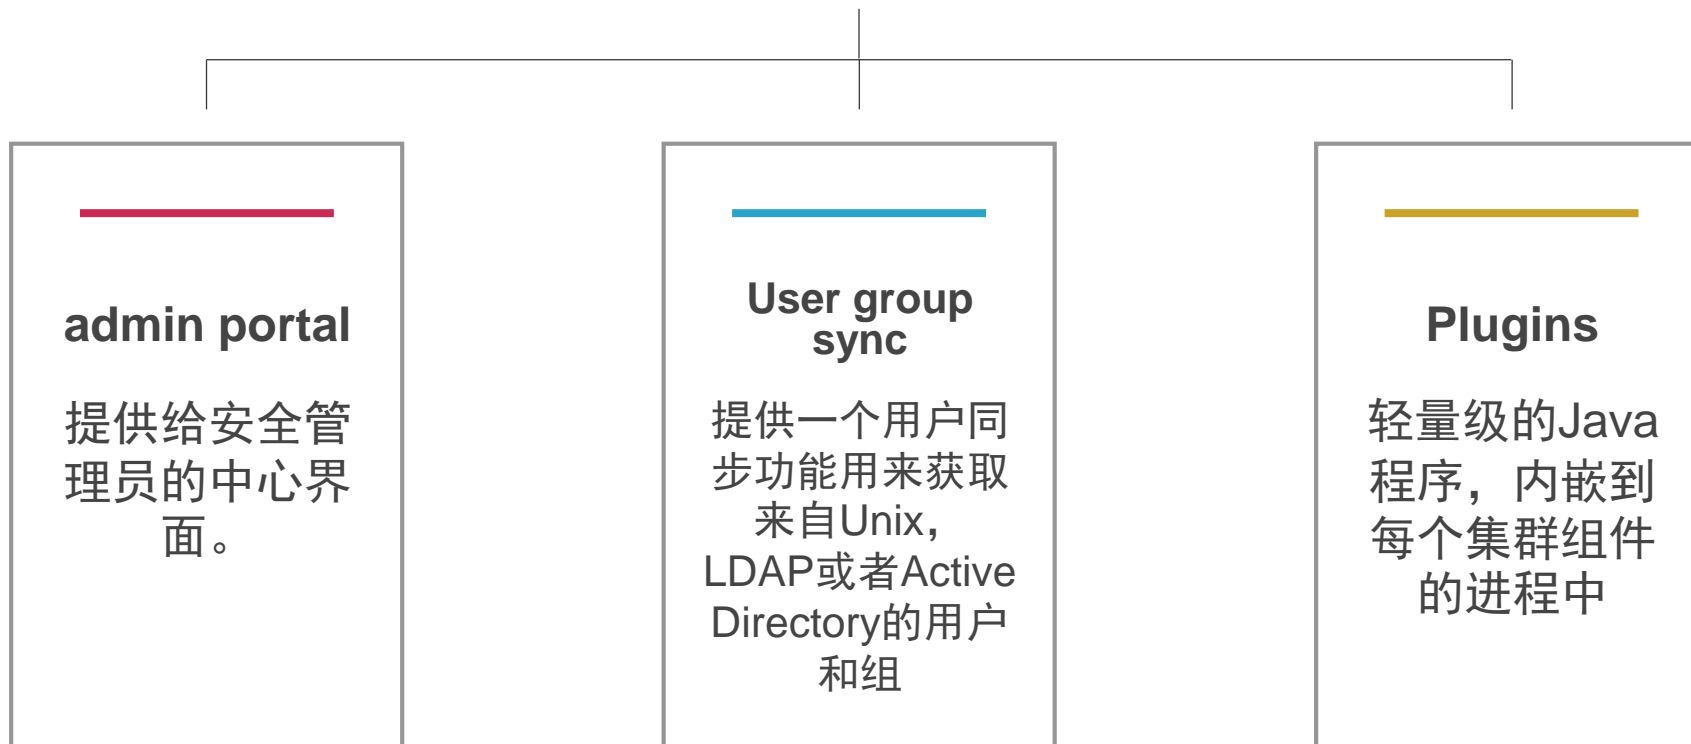 admin portal
提供给安全管
理员的中心界
面。
User group
sync
提供一个用户同
步功能用来获取
来自Unix，
LDAP或者Active
Directory的用户
和组
Plugins
轻量级的Java
程序，内嵌到
每个集群组件
的进程中